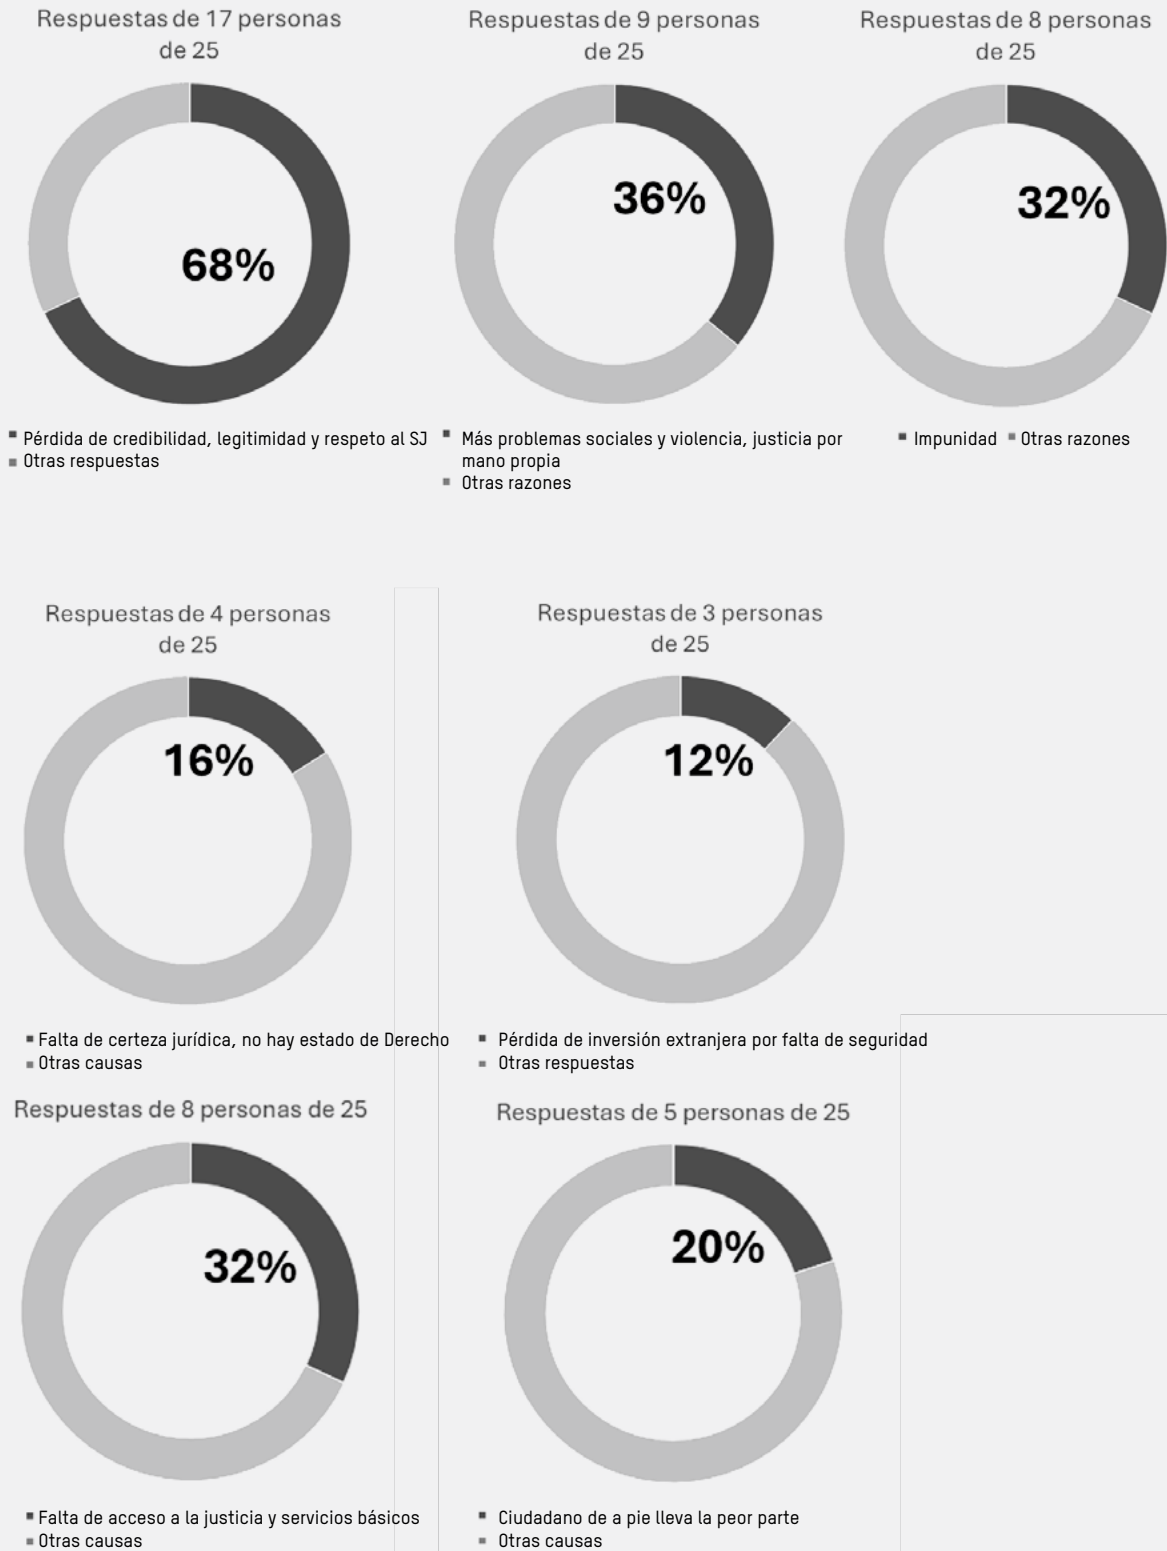 Respuestas de 17 personas
de 25
68%
■ Pérdida de credibilidad, legitimidad y respeto al SJ
■ Otras respuestas
Respuestas de 9 personas
de 25
36%
■ Más problemas sociales y violencia, justicia por
mano propia
■ Otras razones
Respuestas de 8 personas
de 25
32%
■ Impunidad ■ Otras razones
Respuestas de 4 personas
de 25
16%
■ Falta de certeza jurídica, no hay estado de Derecho
■ Otras causas
Respuestas de 3 personas
de 25
12%
■ Pérdida de inversión extranjera por falta de seguridad
■ Otras respuestas
Respuestas de 8 personas de 25
32%
■ Falta de acceso a la justicia y servicios básicos
■ Otras causas
Respuestas de 5 personas de 25
20%
■ Ciudadano de a pie lleva la peor parte
■ Otras causas